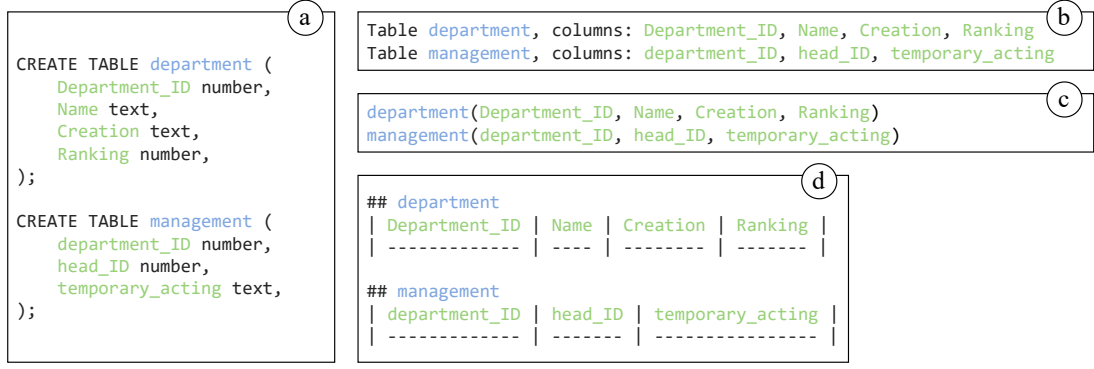 a
CREATE TABLE department (
    Department_ID number,
    Name text,
    Creation text,
    Ranking number,
);
CREATE TABLE management (
    department_ID number,
    head_ID number,
    temporary_acting text,
);
b
Table department, columns: Department_ID, Name, Creation, Ranking
Table management, columns: department_ID, head_ID, temporary_acting
c
department(Department_ID, Name, Creation, Ranking)
management(department_ID, head_ID, temporary_acting)
d
## department
| Department_ID | Name | Creation | Ranking |
| ------------- | ---- | -------- | ------- |
## management
| department_ID | head_ID | temporary_acting |
| ------------- | ------- | ---------------- |